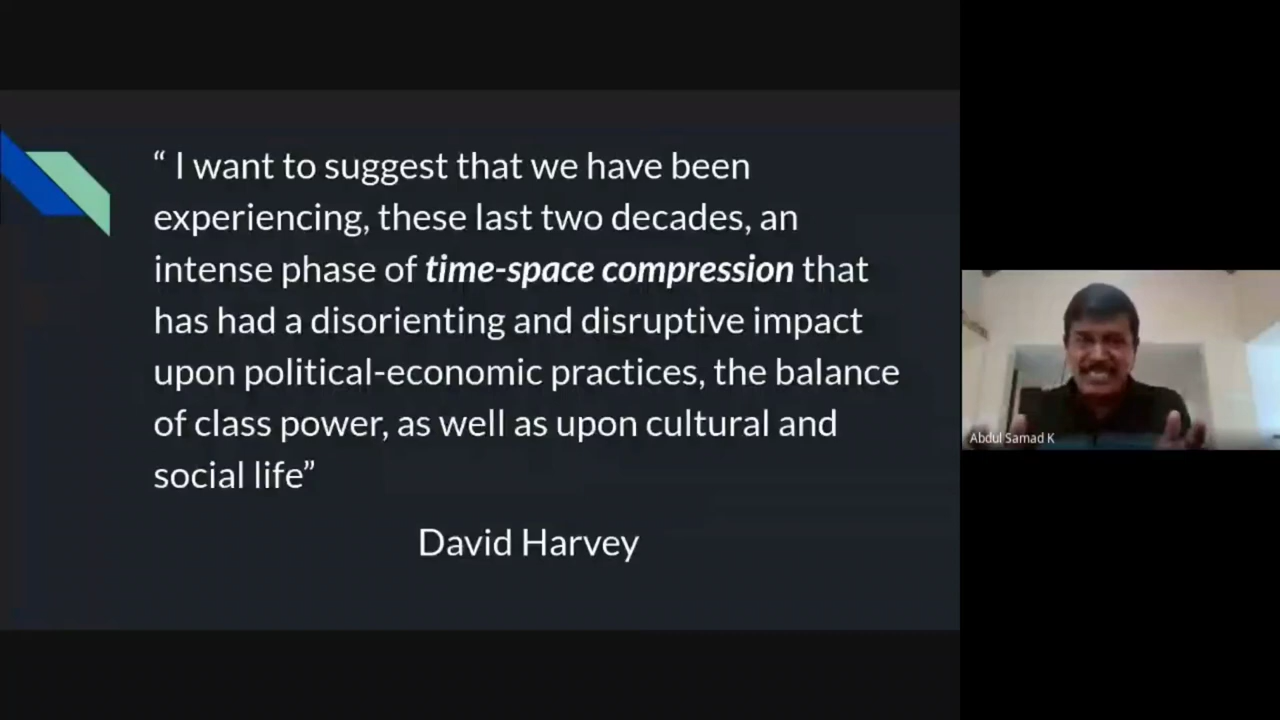 “ I want to suggest that we have been
experiencing, these last two decades, an
intense phase of time-space compression that
has had a disorienting and disruptive impact
upon political-economic practices, the balance
of class power, as well as upon cultural and
social life”
David Harvey
Abdul Samad K